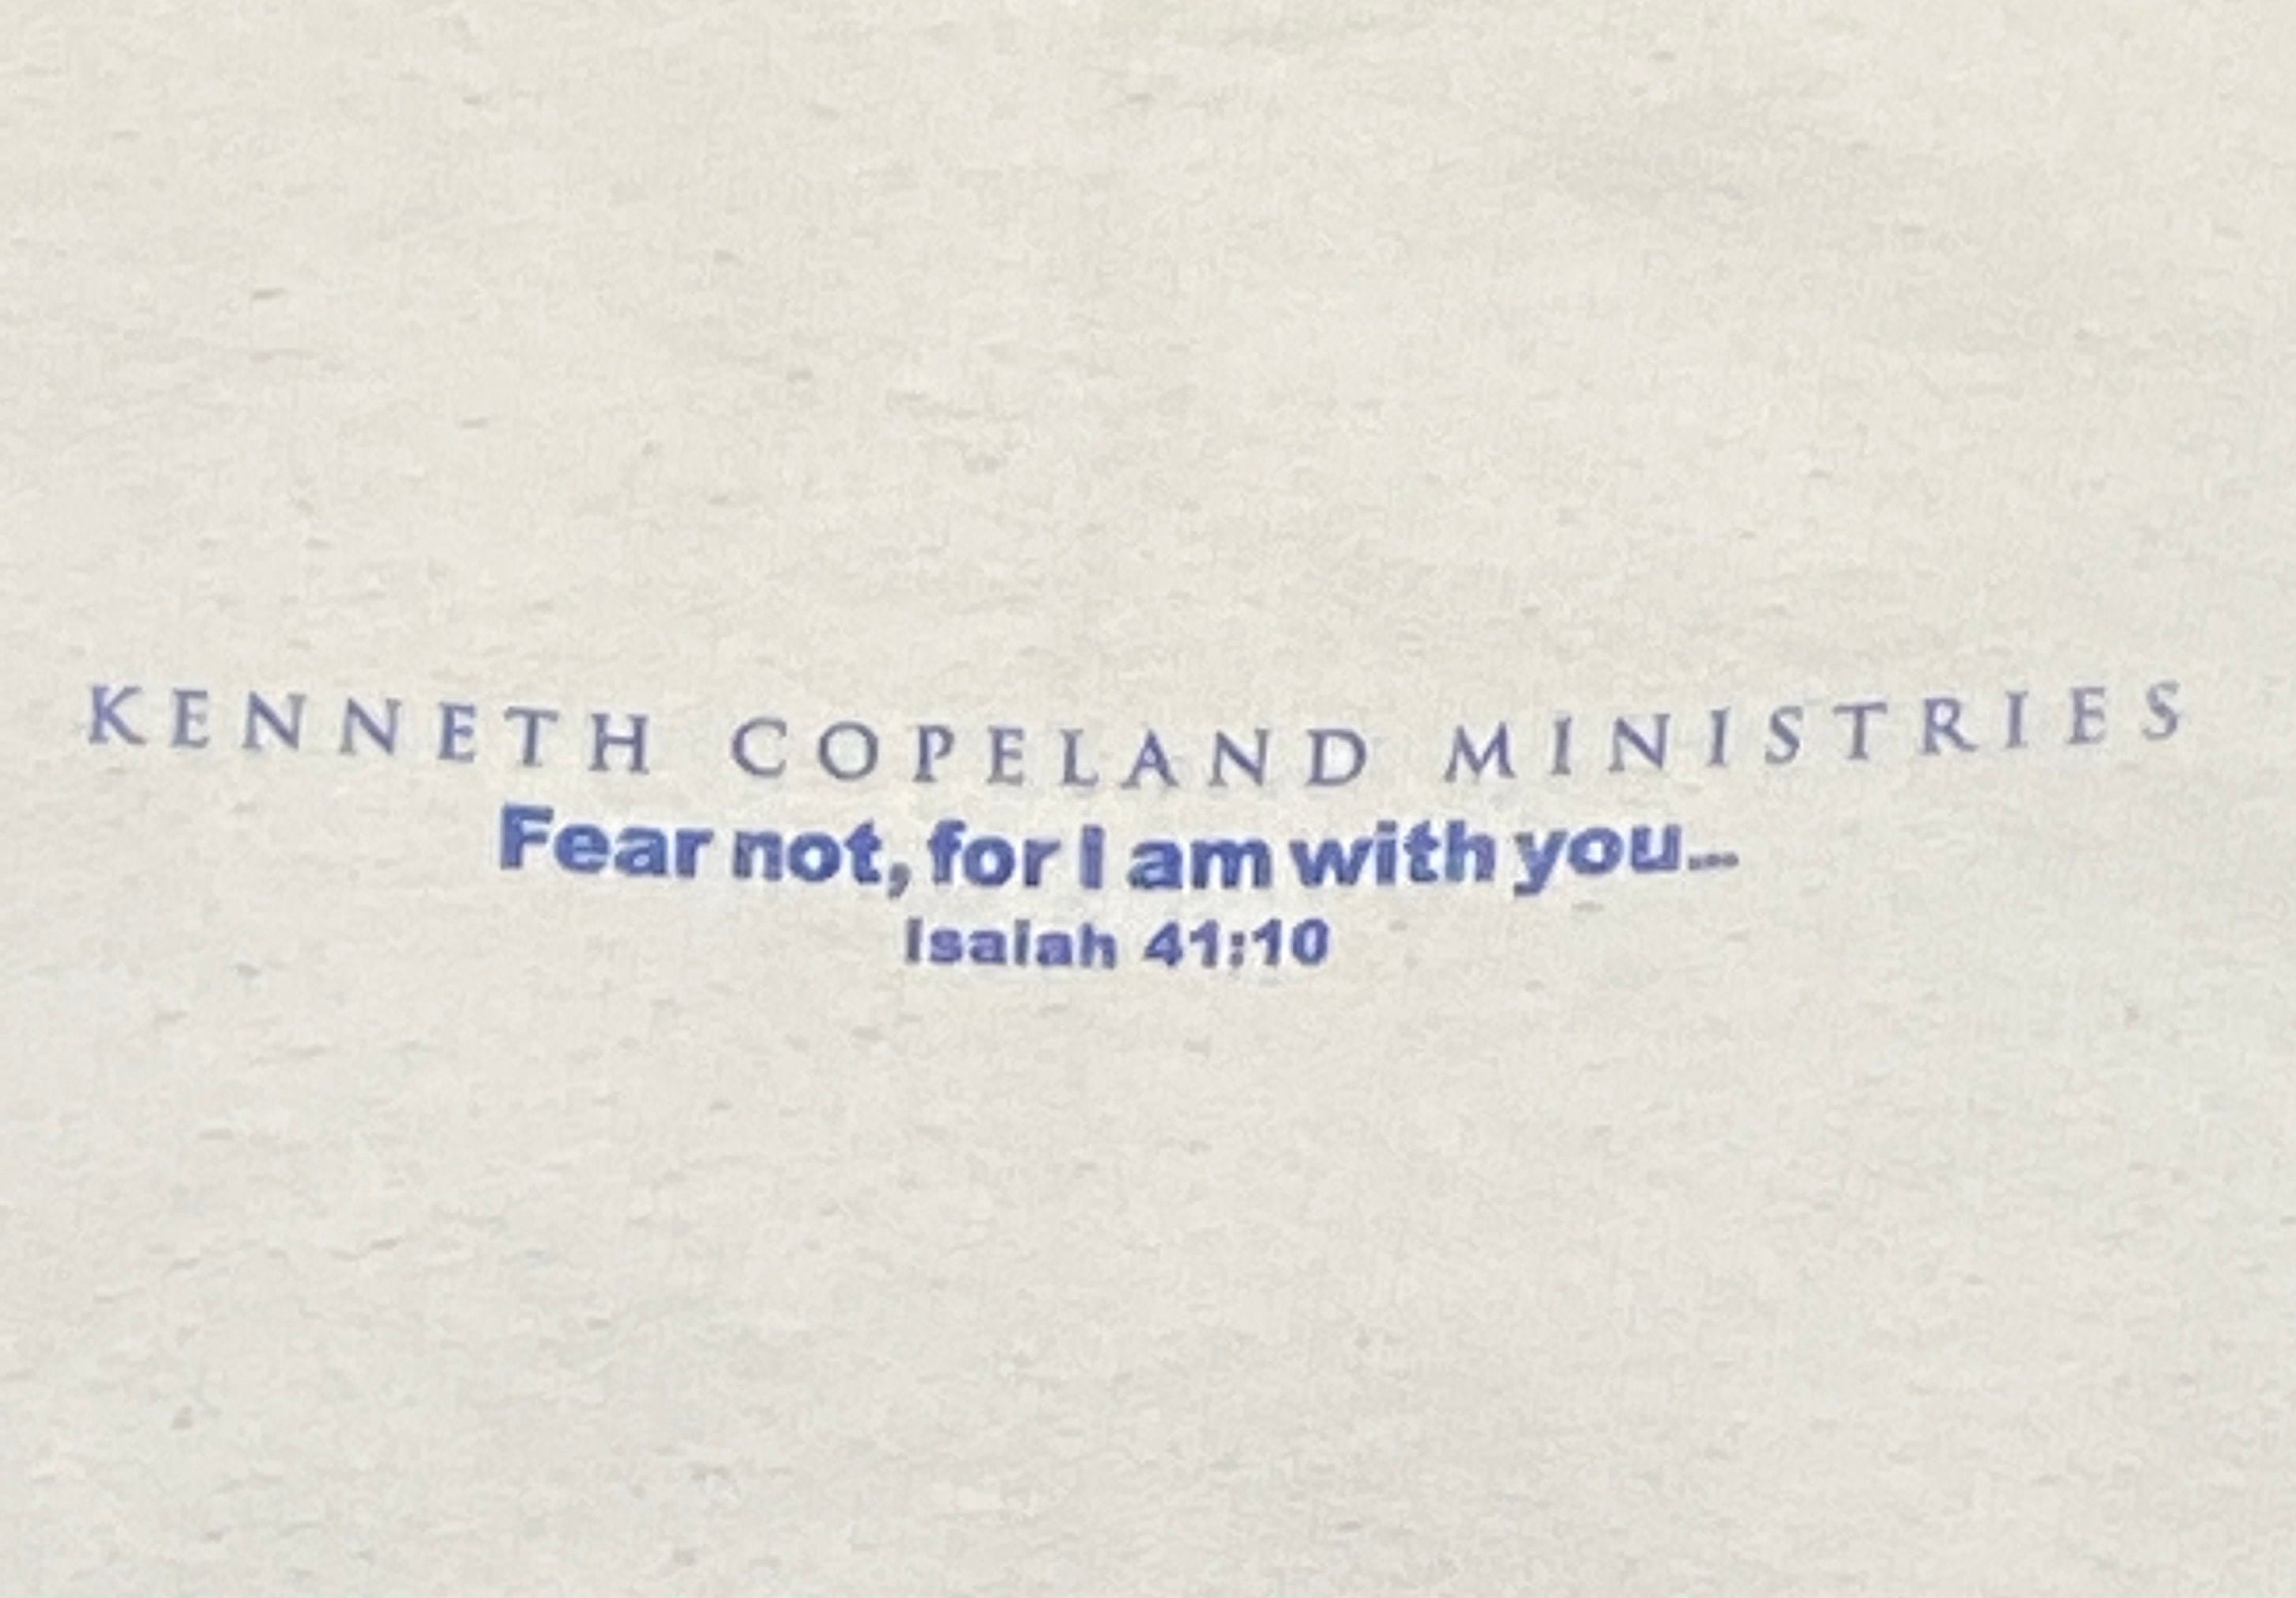 KENNETH COPELAND MINISTRIES
Fear not, for I am with you...
Isaiah 41:10